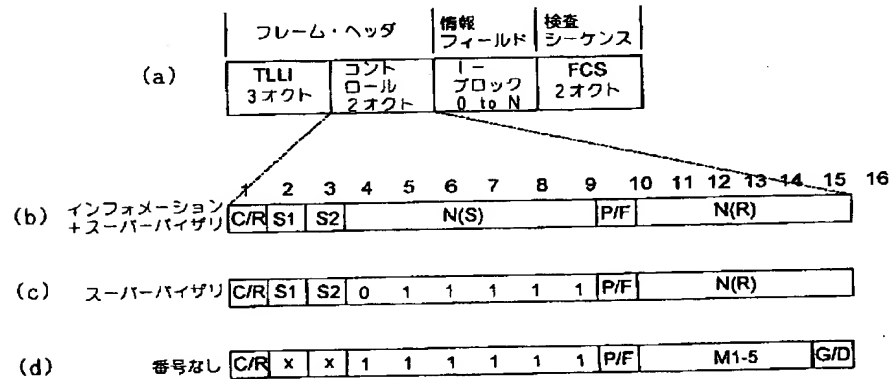 フレーム・ヘッダ
情報
フィールド
検査
シーケンス
(a)
TLLI
3オクト
コント
ロール
2オクト
I－
ブロック
0 to N
FCS
2オクト
1 2 3 4 5 6 7 8 9 10 11 12 13 14 15 16
(b) インフォメーション
+スーパーバイザリ
C/R S1 S2 N(S) P/F N(R)
(c) スーパーバイザリ C/R S1 S2 0 1 1 1 1 1 P/F N(R)
(d) 番号なし C/R x x 1 1 1 1 1 1 P/F M1-5 G/D